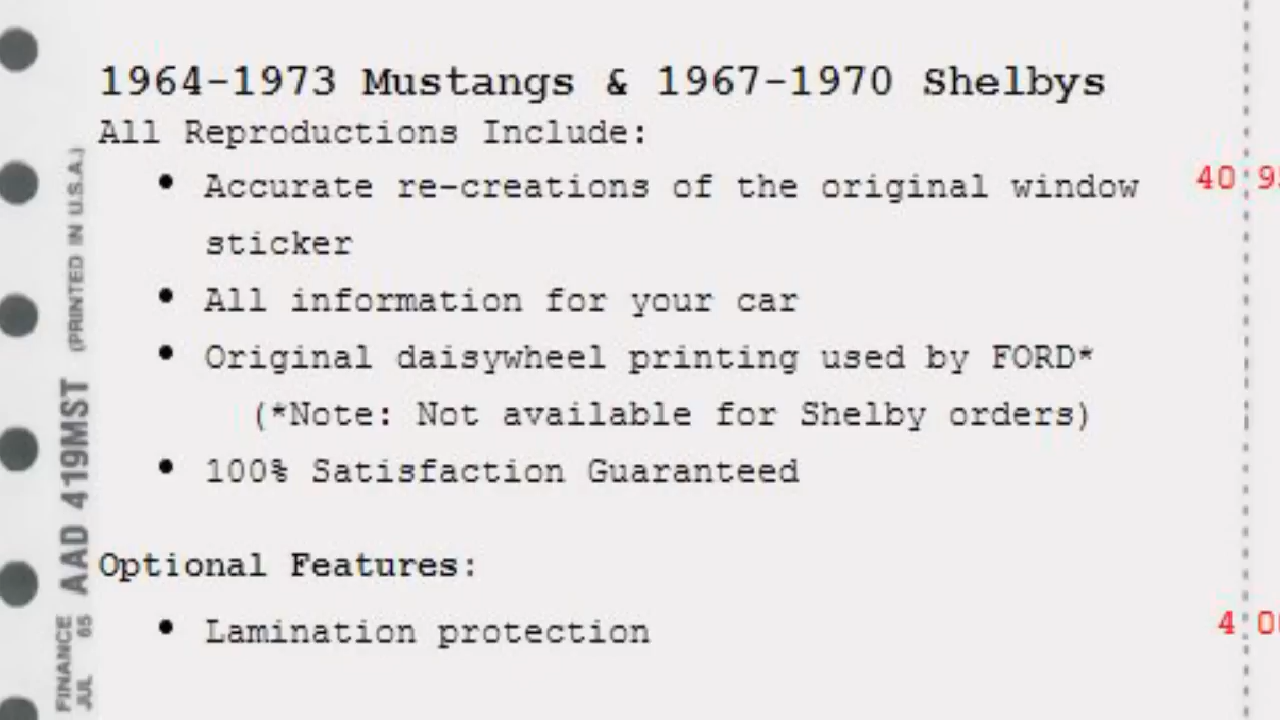 1964-1973 Mustangs & 1967-1970 Shelbys
All Reproductions Include:
• Accurate re-creations of the original window
sticker
40
• All information for your car
• Original daisywheel printing used by FORD*
(*Note: Not available for Shelby orders)
• 100% Satisfaction Guaranteed
Optional Features:
• Lamination protection
4
FINANCE AAD 419MST (PRINTED IN U.S.A.)
JUL 65